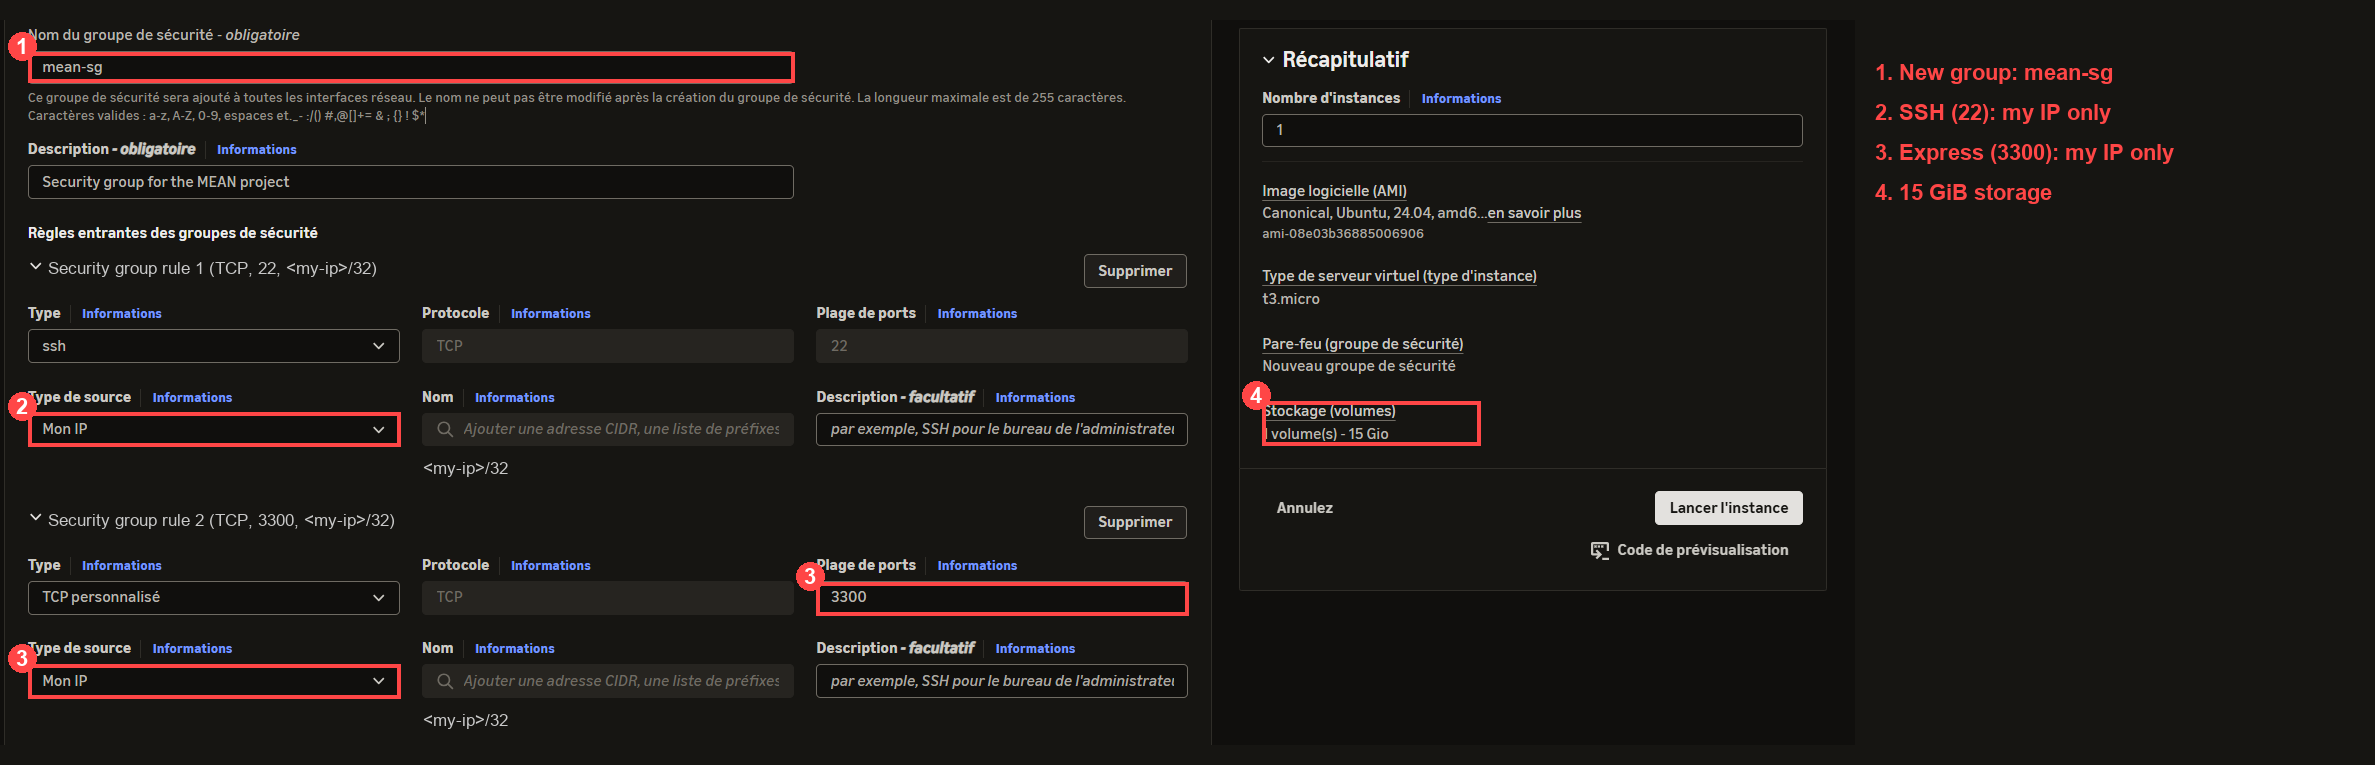 1
Nom du groupe de sécurité - obligatoire
mean-sg
Ce groupe de sécurité sera ajouté à toutes les interfaces réseau. Le nom ne peut pas être modifié après la création du groupe de sécurité. La longueur maximale est de 255 caractères.
Caractères valides : a-z, A-Z, 0-9, espaces et._- :/() #,@[]+= & ; {} ! $*
Description - obligatoire Informations
Security group for the MEAN project
Règles entrantes des groupes de sécurité
Security group rule 1 (TCP, 22, <my-ip>/32) Supprimer
Type Informations Protocole Informations Plage de ports Informations
ssh TCP 22
2
Type de source Informations Nom Informations Description - facultatif Informations
Mon IP Ajouter une adresse CIDR, une liste de préfixes par exemple, SSH pour le bureau de l'administrateu
<my-ip>/32
Security group rule 2 (TCP, 3300, <my-ip>/32) Supprimer
Type Informations Protocole Informations 3 Plage de ports Informations
TCP personnalisé TCP 3300
3
Type de source Informations Nom Informations Description - facultatif Informations
Mon IP Ajouter une adresse CIDR, une liste de préfixes par exemple, SSH pour le bureau de l'administrateu
<my-ip>/32
Récapitulatif
Nombre d'instances Informations
1
Image logicielle (AMI)
Canonical, Ubuntu, 24.04, amd6...en savoir plus
ami-08e03b36885006906
Type de serveur virtuel (type d'instance)
t3.micro
Pare-feu (groupe de sécurité)
Nouveau groupe de sécurité
4
Stockage (volumes)
1 volume(s) - 15 Gio
Annulez Lancer l'instance
Code de prévisualisation
1. New group: mean-sg
2. SSH (22): my IP only
3. Express (3300): my IP only
4. 15 GiB storage